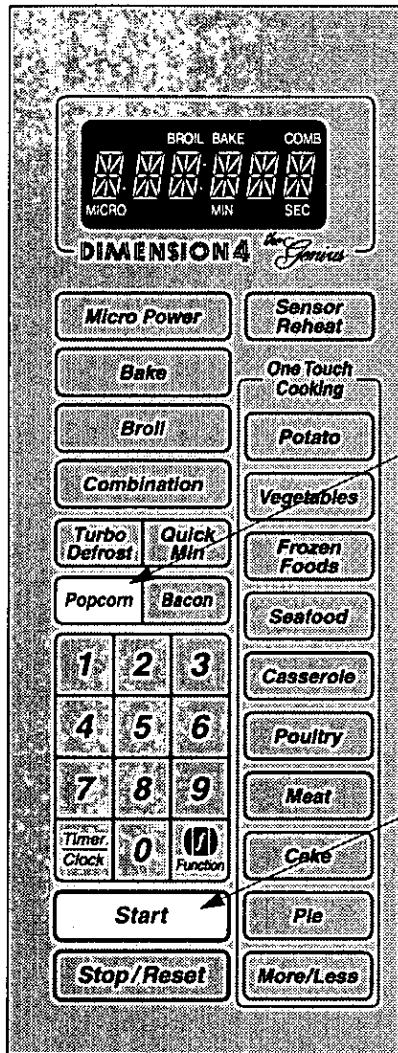 BROIL BAKE COMB
MICRO MIN SEC
DIMENSION 4 the Genius
Micro Power
Sensor
Reheat
Bake
Broil
Combination
Turbo
Defrost
Quick
Min
Popcorn
Bacon
1 2 3
4 5 6
7 8 9
Timer
Clock
0
Function
Start
Stop/Reset
One Touch
Cooking
Potato
Vegetables
Frozen
Foods
Seafood
Casserole
Poultry
Meat
Cake
Pie
More/Less